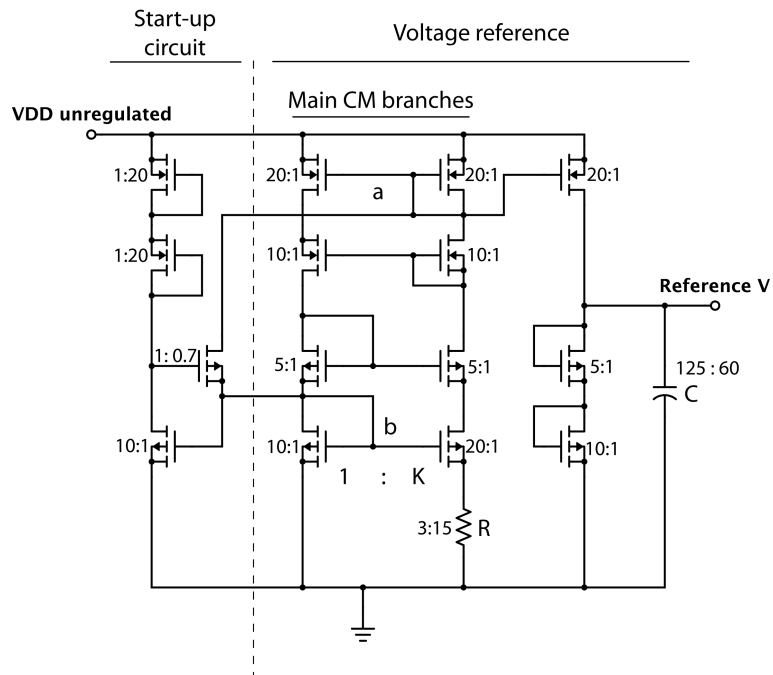 Start-up
circuit
Voltage reference
Main CM branches
VDD unregulated
1:20
20:1
20:1
20:1
a
1:20
10:1
10:1
Reference V
1: 0.7
5:1
5:1
5:1
125 : 60
C
b
10:1
10:1
20:1
10:1
1 : K
3:15
R